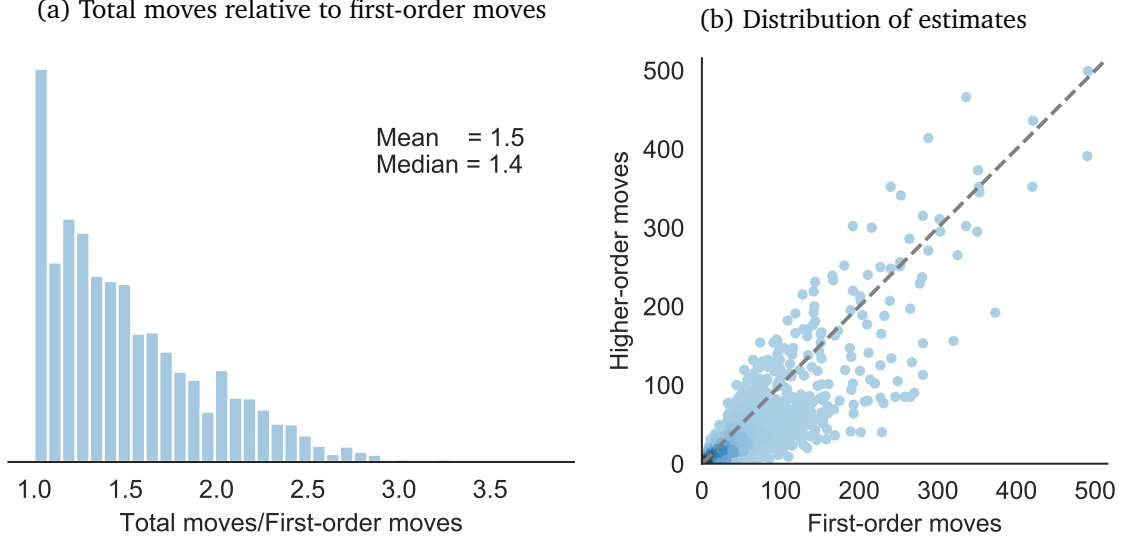 (a) Total moves relative to first-order moves
Mean = 1.5
Median = 1.4
1.0 1.5 2.0 2.5 3.0 3.5
Total moves/First-order moves
(b) Distribution of estimates
500
400
300
200
100
0
Higher-order moves
0 100 200 300 400 500
First-order moves